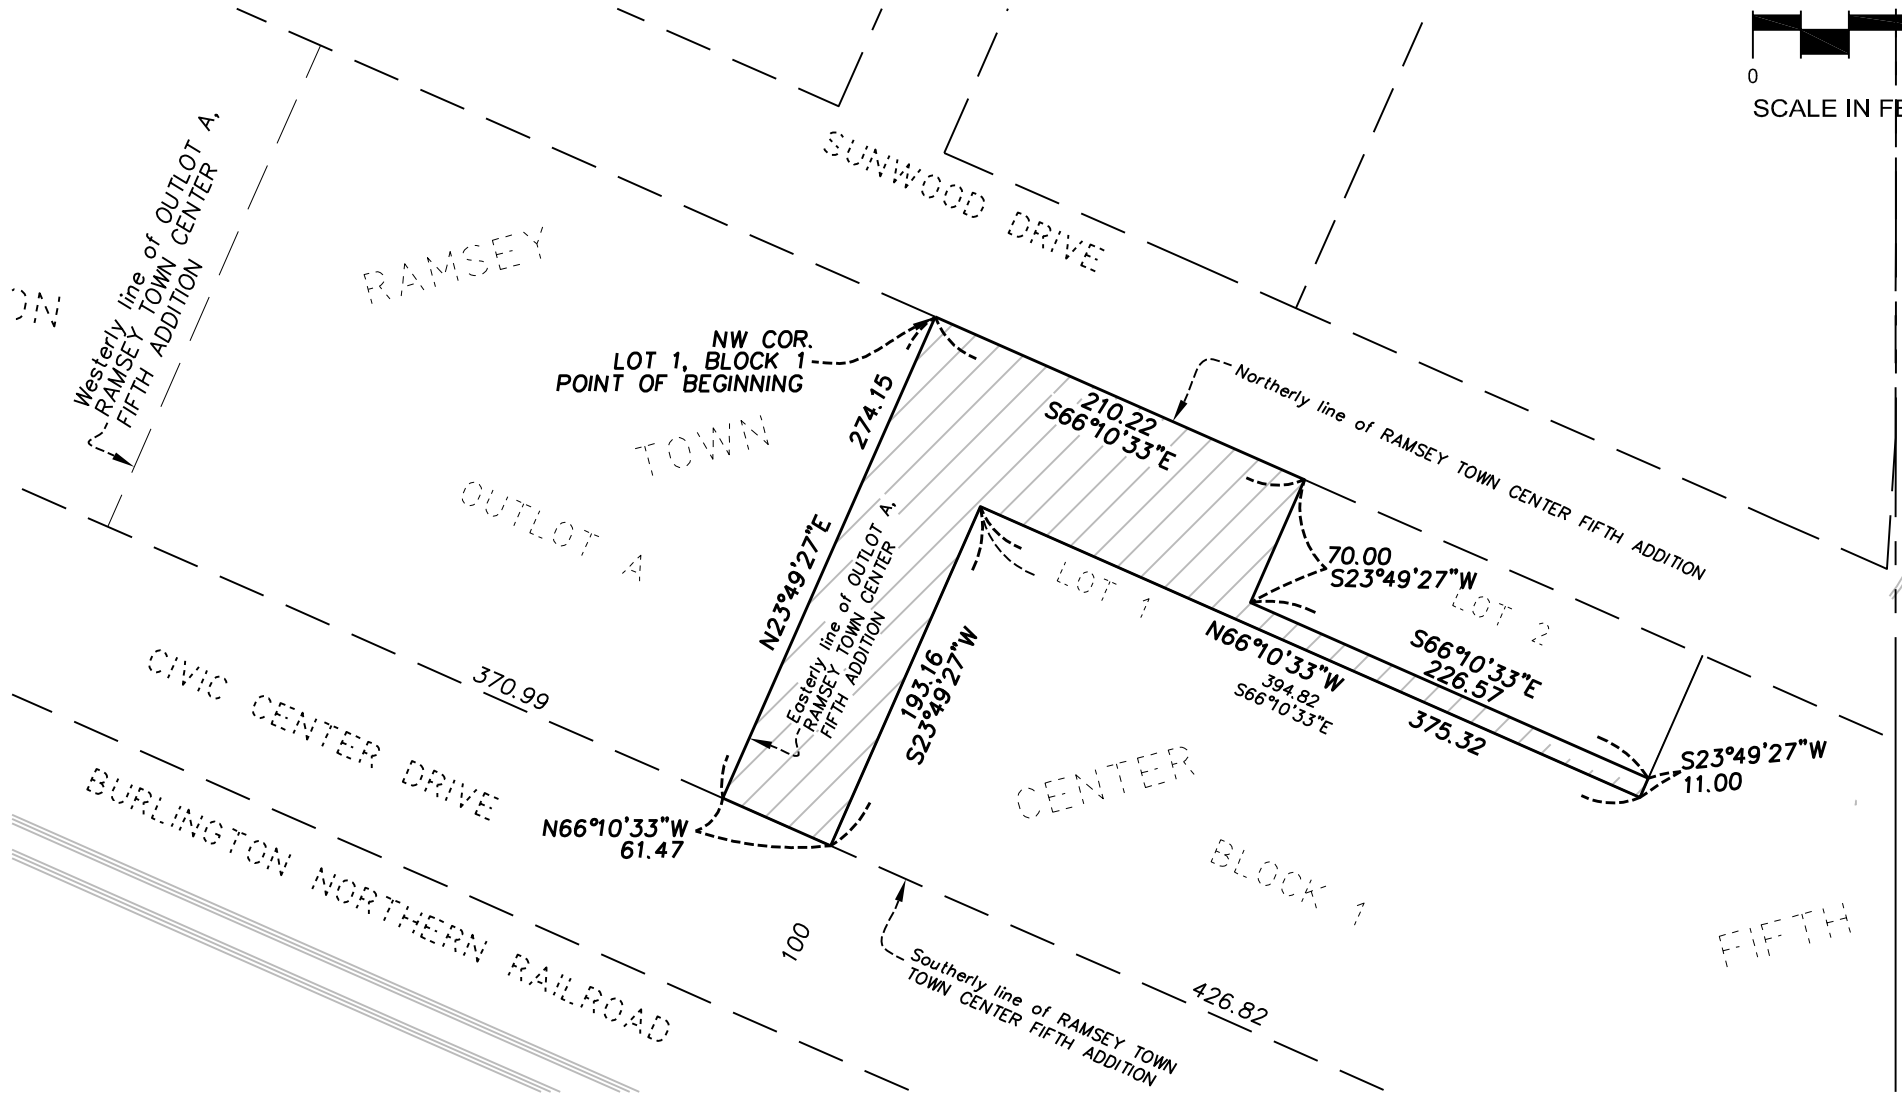 0
SCALE IN FE
SUNWOOD DRIVE
Westerly line of OUTLOT A,
RAMSEY TOWN CENTER
FIFTH ADDITION
RAMSEY
ON
NW COR.
LOT 1, BLOCK 1
POINT OF BEGINNING
274.15
N23°49'27"E
210.22
S66°10'33"E
Northerly line of RAMSEY TOWN CENTER FIFTH ADDITION
TOWN
OUTLOT A
Easterly line of OUTLOT A,
RAMSEY TOWN CENTER
FIFTH ADDITION
LOT 1
70.00
S23°49'27"W
LOT 2
193.16
S23°49'27"W
N66°10'33"W
394.82
S66°10'33"E
S66°10'33"E
226.57
375.32
S23°49'27"W
11.00
370.99
CIVIC CENTER DRIVE
BURLINGTON NORTHERN RAILROAD
N66°10'33"W
61.47
CENTER
BLOCK 1
FIFTH
100
Southerly line of RAMSEY TOWN
TOWN CENTER FIFTH ADDITION
426.82